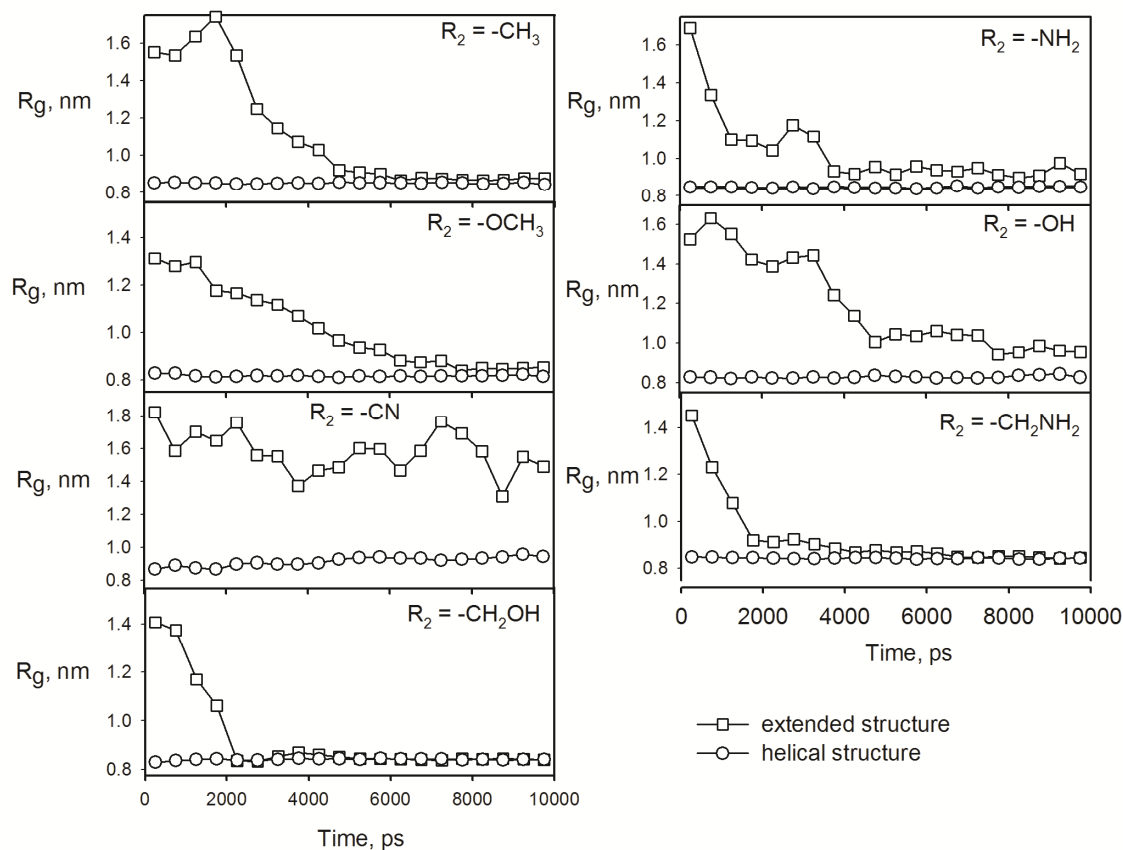 R2 = -CH3
1.6
1.4
Rg, nm
1.2
1.0
0.8
R2 = -OCH3
1.4
1.2
Rg, nm
1.0
0.8
R2 = -CN
1.8
1.6
Rg, nm
1.4
1.2
1.0
0.8
R2 = -CH2OH
1.4
1.2
Rg, nm
1.0
0.8
0 2000 4000 6000 8000 10000
Time, ps
R2 = -NH2
1.6
1.4
Rg, nm
1.2
1.0
0.8
R2 = -OH
1.6
1.4
Rg, nm
1.2
1.0
0.8
R2 = -CH2NH2
1.4
1.2
Rg, nm
1.0
0.8
0 2000 4000 6000 8000 10000
Time, ps
extended structure
helical structure